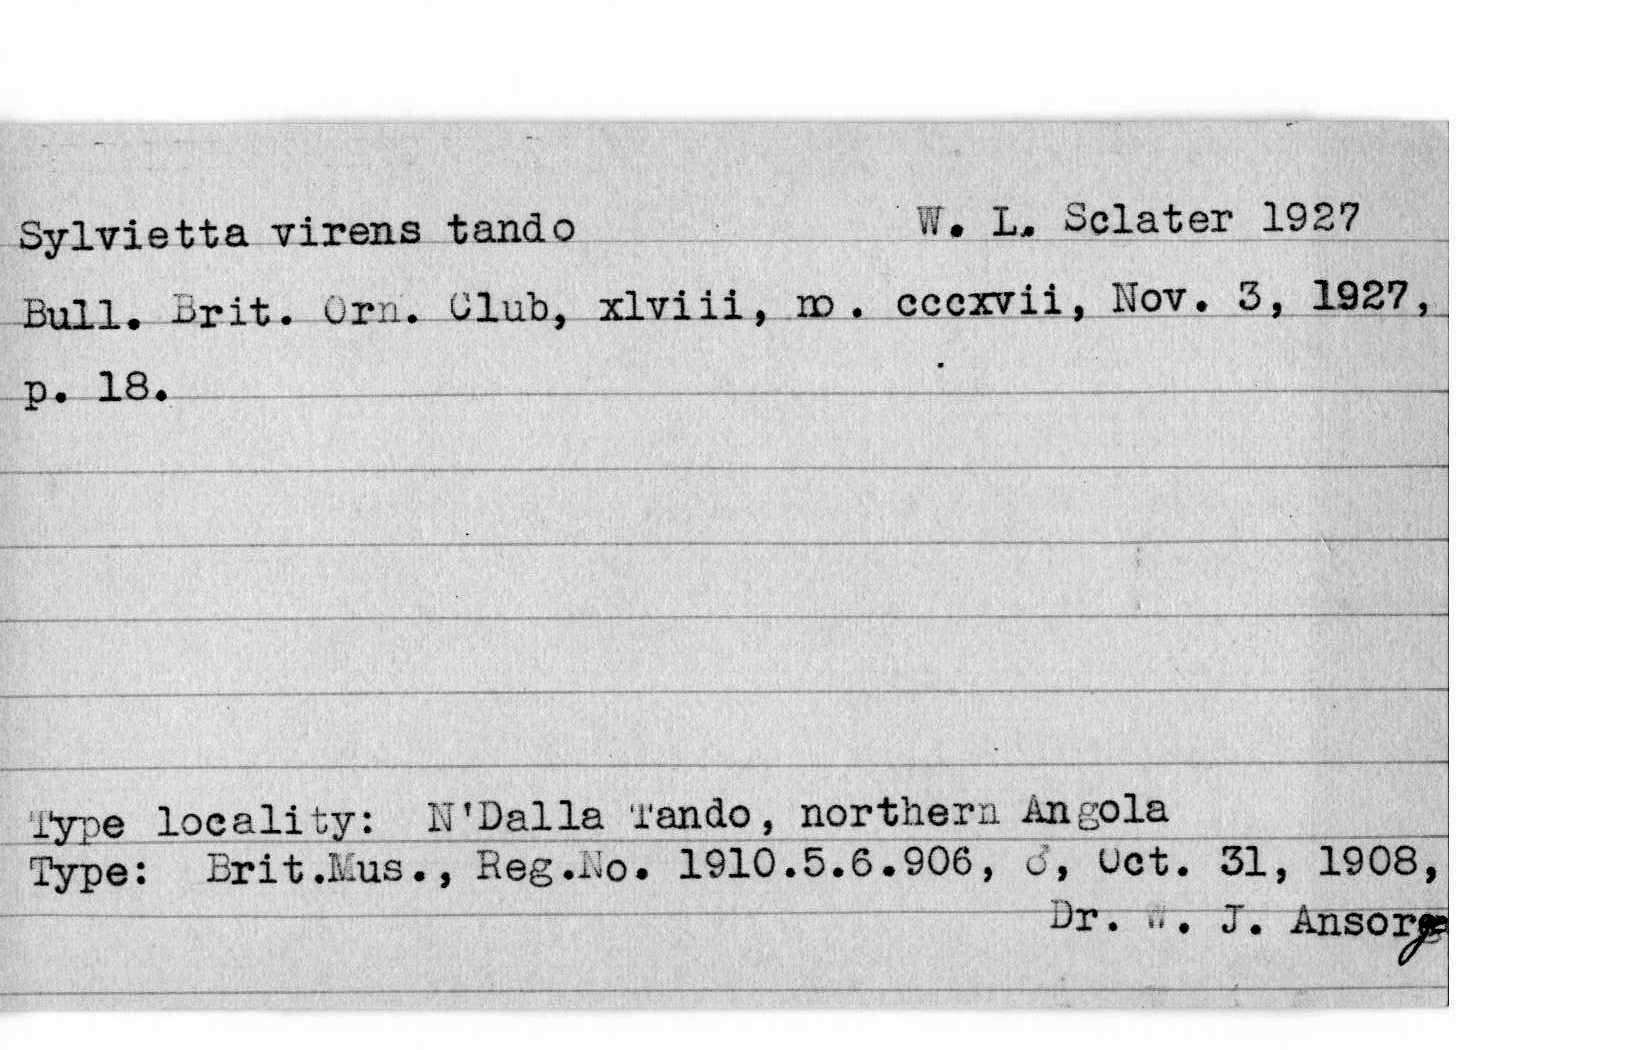 Sylvietta virens tando W. L. Sclater 1927
Bull. Brit. Orn. Club, xlviii, no. cccxvii, Nov. 3, 1927,
p. 18.
Type locality: N'Dalla Tando, northern Angola
Type: Brit.Mus., Reg.No. 1910.5.6.906, ♂, Oct. 31, 1908,
Dr. W. J. Ansorge